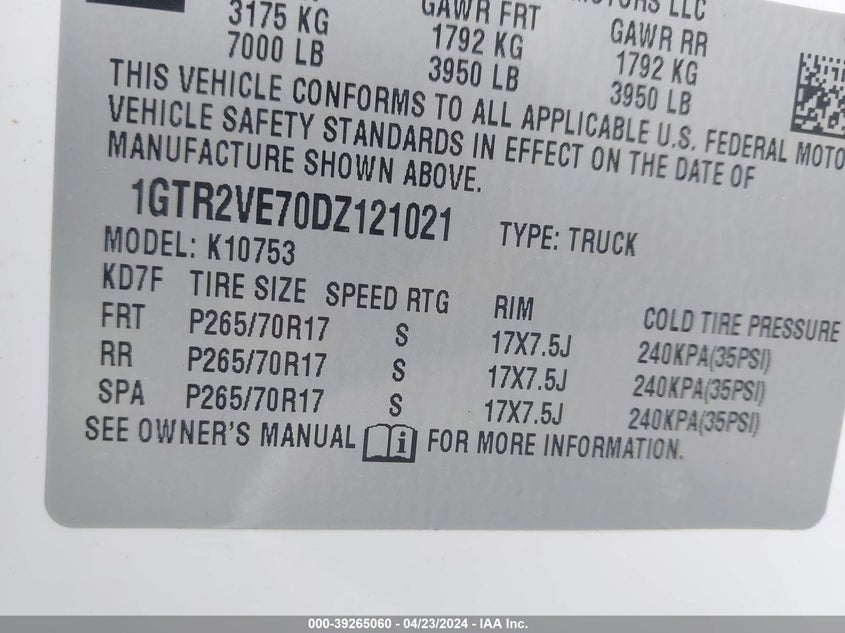 MOTORS LLC
3175 KG GAWR FRT GAWR RR
7000 LB 1792 KG 1792 KG
3950 LB 3950 LB
THIS VEHICLE CONFORMS TO ALL APPLICABLE U.S. FEDERAL MOTO
VEHICLE SAFETY STANDARDS IN EFFECT ON THE DATE OF
MANUFACTURE SHOWN ABOVE.
1GTR2VE70DZ121021 TYPE: TRUCK
MODEL: K10753
KD7F TIRE SIZE SPEED RTG RIM COLD TIRE PRESSURE
FRT P265/70R17 S 17X7.5J 240KPA(35PSI)
RR P265/70R17 S 17X7.5J 240KPA(35PSI)
SPA P265/70R17 S 17X7.5J 240KPA(35PSI)
SEE OWNER'S MANUAL i FOR MORE INFORMATION.
000-39265060 - 04/23/2024 - IAA Inc.